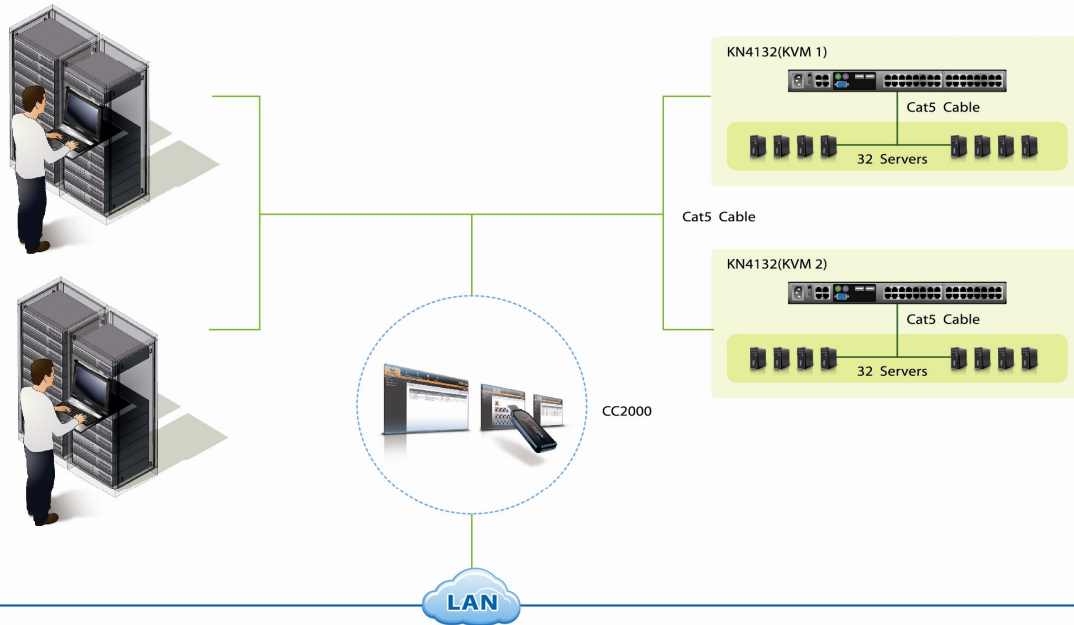 KN4132(KVM 1)
Cat5 Cable
32 Servers
Cat5 Cable
KN4132(KVM 2)
Cat5 Cable
32 Servers
CC2000
LAN